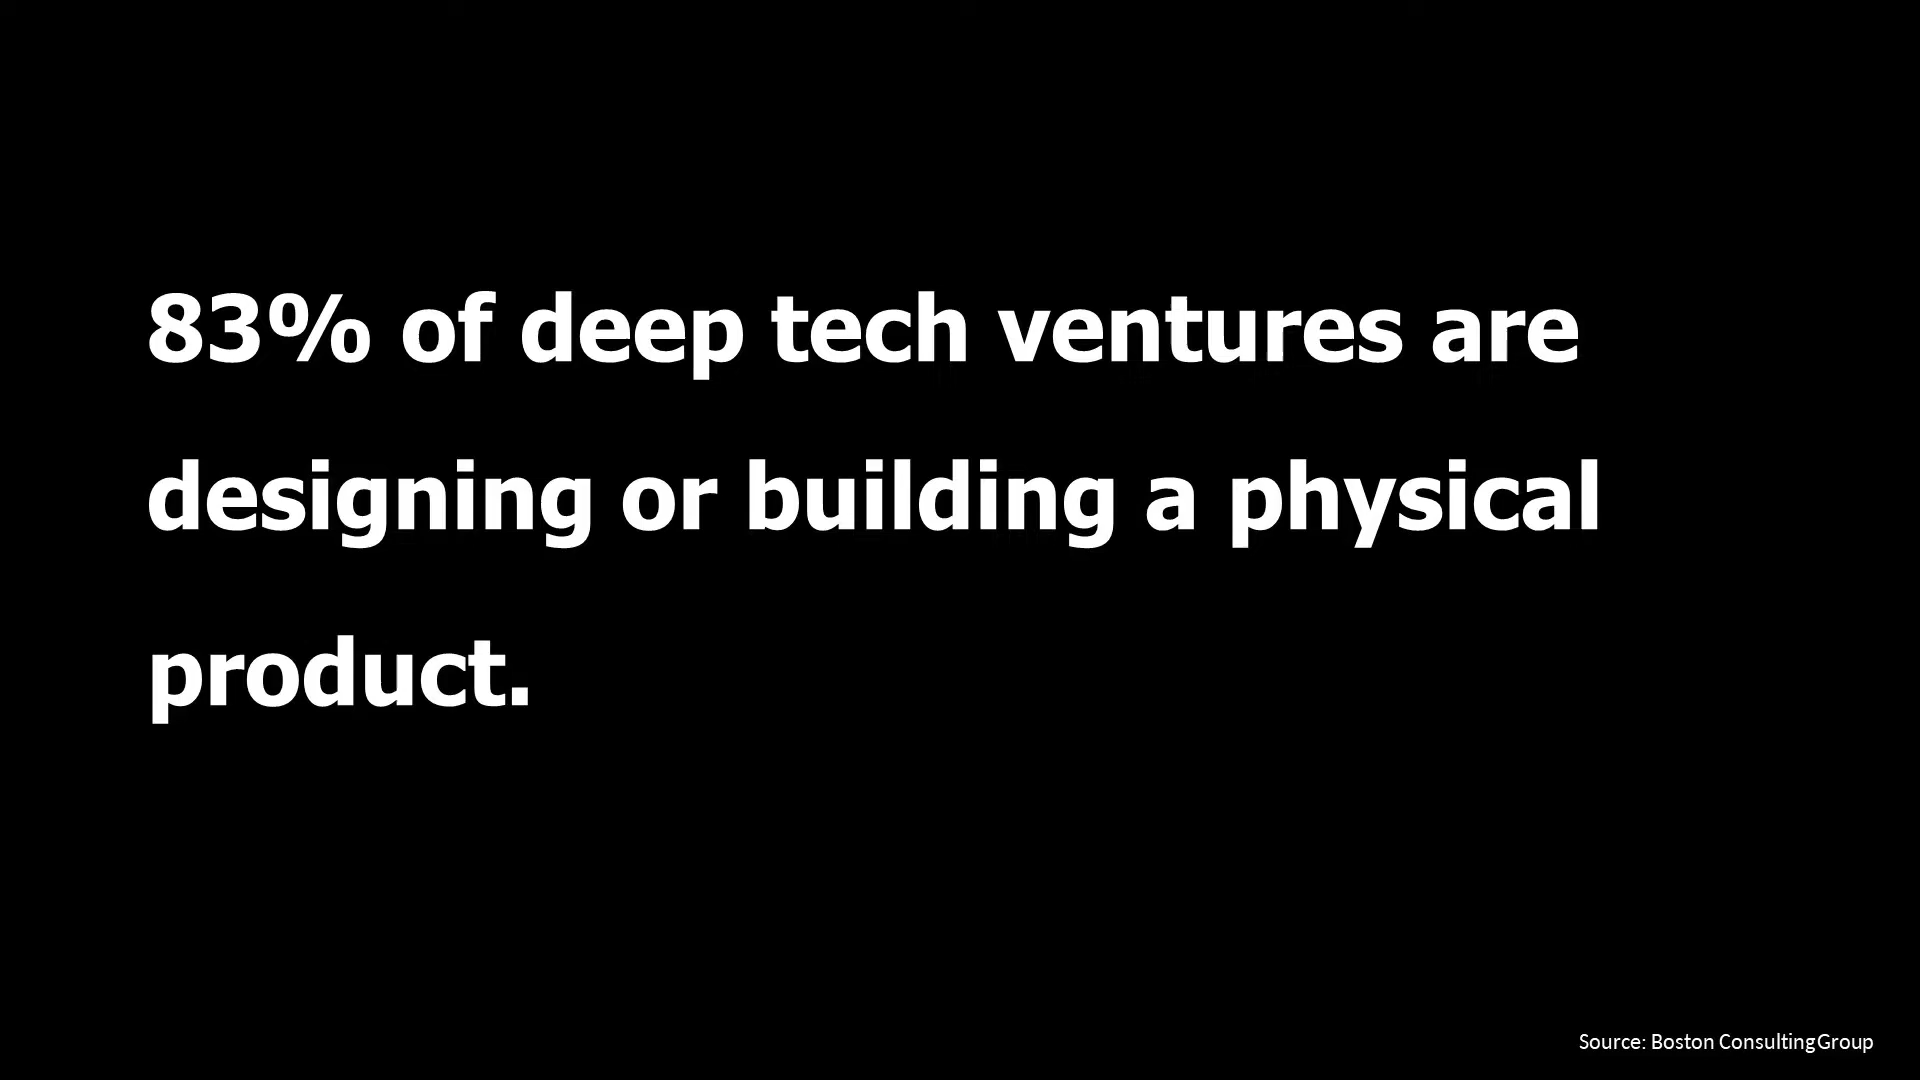 83% of deep tech ventures are
designing or building a physical
product.
Source: Boston ConsultingGroup